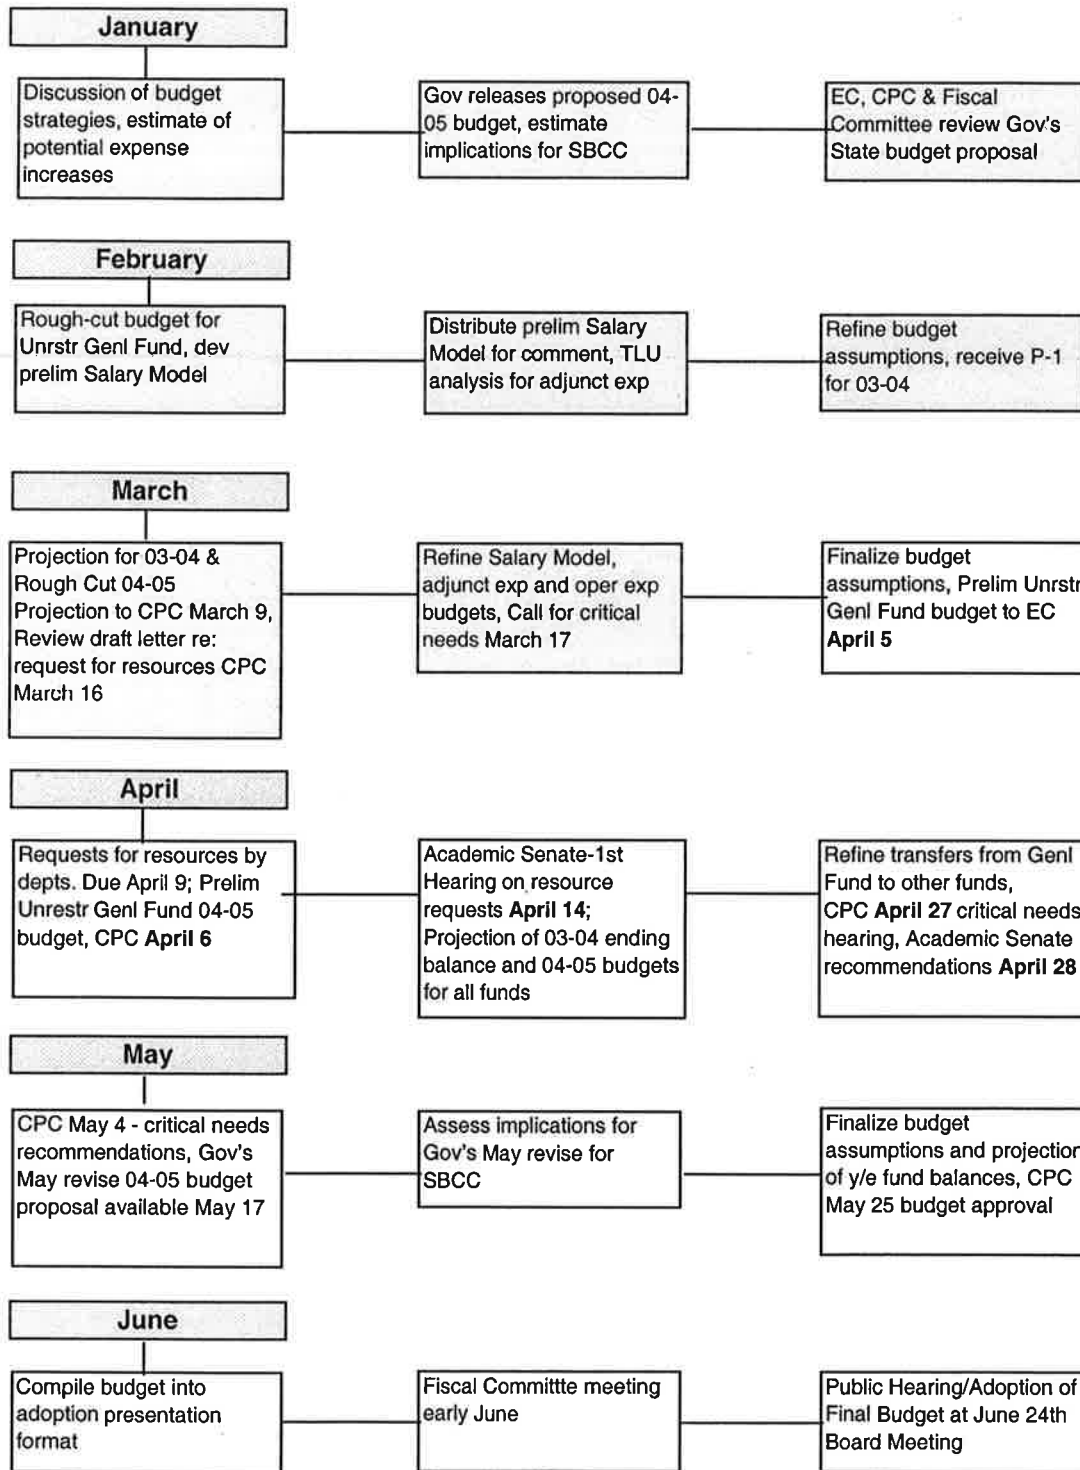 January
Discussion of budget
strategies, estimate of
potential expense
increases
Gov releases proposed 04-
05 budget, estimate
implications for SBCC
EC, CPC & Fiscal
Committee review Gov's
State budget proposal
February
Rough-cut budget for
Unrstr Genl Fund, dev
prelim Salary Model
Distribute prelim Salary
Model for comment, TLU
analysis for adjunct exp
Refine budget
assumptions, receive P-1
for 03-04
March
Projection for 03-04 &
Rough Cut 04-05
Projection to CPC March 9,
Review draft letter re:
request for resources CPC
March 16
Refine Salary Model,
adjunct exp and oper exp
budgets, Call for critical
needs March 17
Finalize budget
assumptions, Prelim Unrstr
Genl Fund budget to EC
April 5
April
Requests for resources by
depts. Due April 9; Prelim
Unrestr Genl Fund 04-05
budget, CPC April 6
Academic Senate-1st
Hearing on resource
requests April 14;
Projection of 03-04 ending
balance and 04-05 budgets
for all funds
Refine transfers from Genl
Fund to other funds,
CPC April 27 critical needs
hearing, Academic Senate
recommendations April 28
May
CPC May 4 - critical needs
recommendations, Gov's
May revise 04-05 budget
proposal available May 17
Assess implications for
Gov's May revise for
SBCC
Finalize budget
assumptions and projection
of y/e fund balances, CPC
May 25 budget approval
June
Compile budget into
adoption presentation
format
Fiscal Committte meeting
early June
Public Hearing/Adoption of
Final Budget at June 24th
Board Meeting